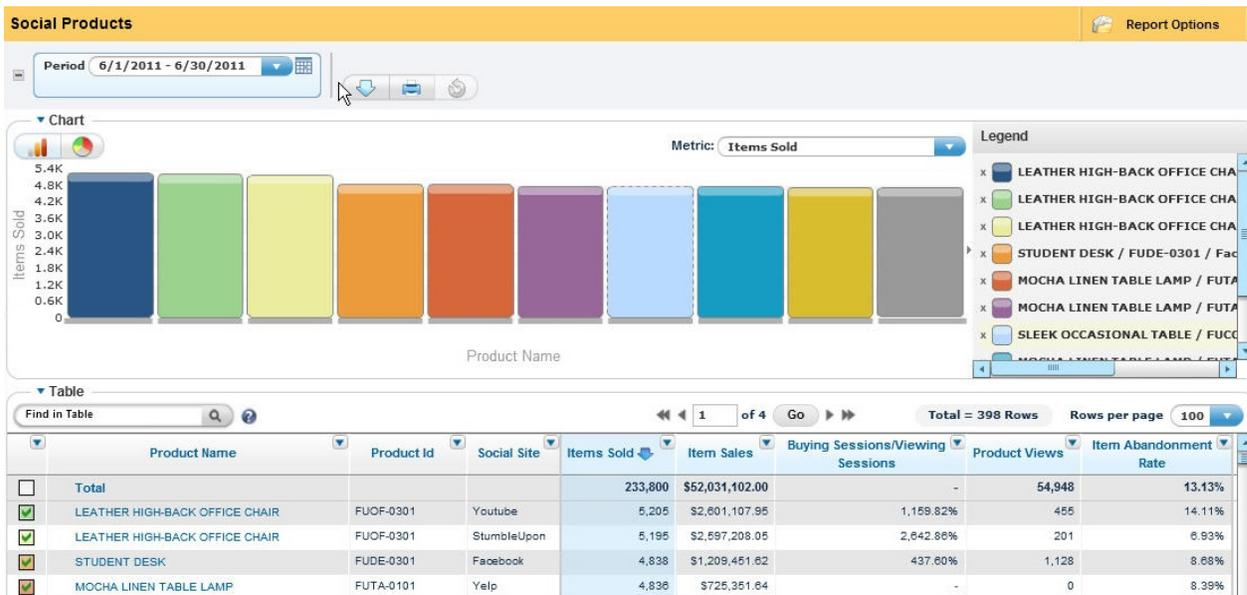 Social Products
Report Options
Period 6/1/2011 - 6/30/2011
Chart
Metric: Items Sold
Legend
5.4K
4.8K
4.2K
3.6K
3.0K
2.4K
1.8K
1.2K
0.6K
0
Items Sold
Product Name
x LEATHER HIGH-BACK OFFICE CHA
x LEATHER HIGH-BACK OFFICE CHA
x LEATHER HIGH-BACK OFFICE CHA
x STUDENT DESK / FUDE-0301 / Fac
x MOCHA LINEN TABLE LAMP / FUTA
x MOCHA LINEN TABLE LAMP / FUTA
x SLEEK OCCASIONAL TABLE / FUCO
MOCHA LINEN TABLE LAMP / FUTA
Table
Find in Table
1 of 4 Go
Total = 398 Rows
Rows per page 100
Product Name Product Id Social Site Items Sold Item Sales Buying Sessions/Viewing Sessions Product Views Item Abandonment Rate
Total 233,800 $52,031,102.00 - 54,948 13.13%
LEATHER HIGH-BACK OFFICE CHAIR FUOF-0301 Youtube 5,205 $2,601,107.95 1,159.82% 455 14.11%
LEATHER HIGH-BACK OFFICE CHAIR FUOF-0301 StumbleUpon 5,195 $2,597,208.05 2,642.86% 201 6.93%
STUDENT DESK FUDE-0301 Facebook 4,838 $1,209,451.62 437.60% 1,128 8.68%
MOCHA LINEN TABLE LAMP FUTA-0101 Yelp 4,836 $725,351.64 - 0 8.39%